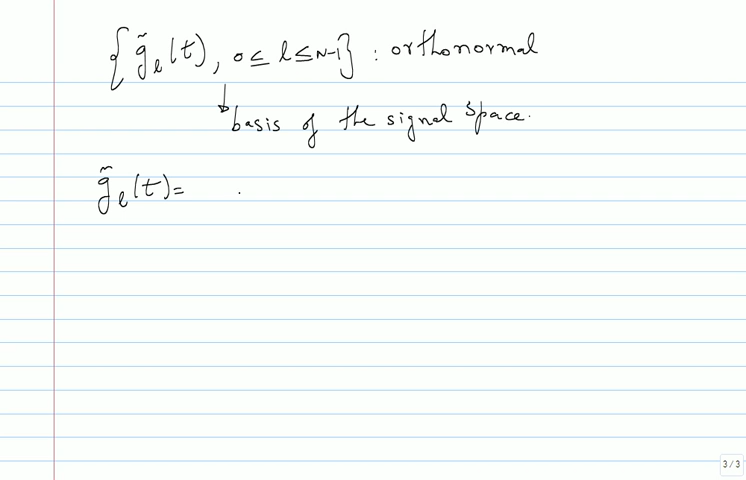 {g̃_l(t), 0 ≤ l ≤ N-1} : orthonormal
↓
basis of the signal space.
g̃_l(t) =
3 / 3